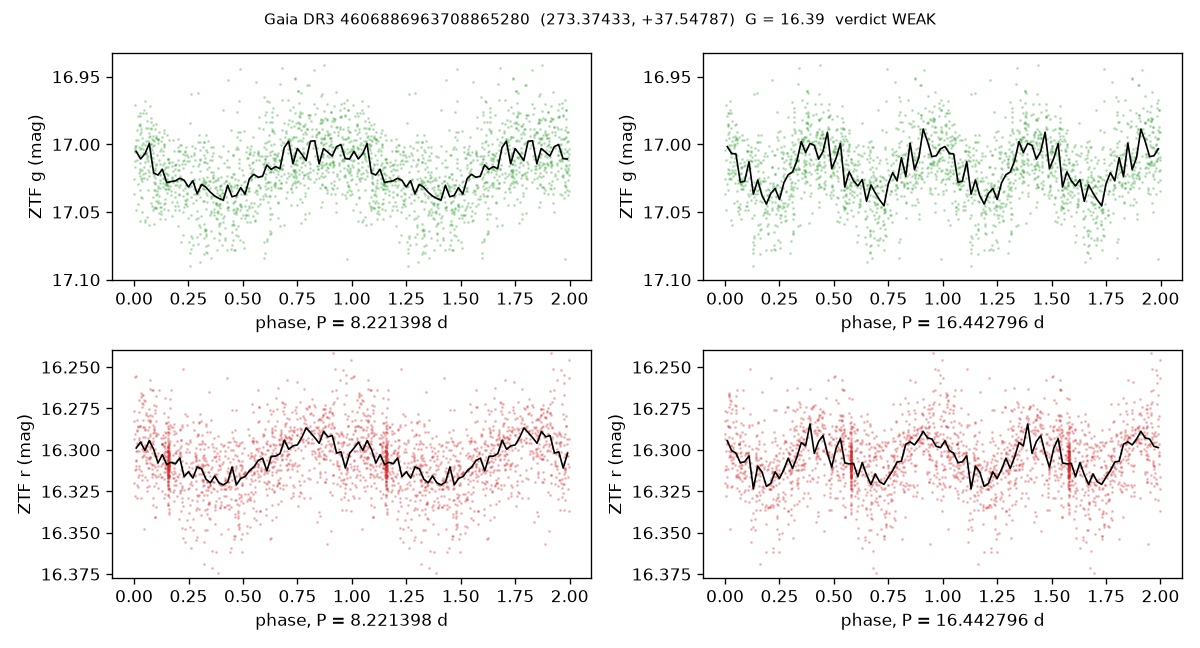 Gaia DR3 4606886963708865280 (273.37433, +37.54787) G = 16.39 verdict WEAK
ZTF g (mag)
16.95
17.00
17.05
17.10
0.00 0.25 0.50 0.75 1.00 1.25 1.50 1.75 2.00
phase, P = 8.221398 d
ZTF g (mag)
16.95
17.00
17.05
17.10
0.00 0.25 0.50 0.75 1.00 1.25 1.50 1.75 2.00
phase, P = 16.442796 d
ZTF r (mag)
16.250
16.275
16.300
16.325
16.350
16.375
0.00 0.25 0.50 0.75 1.00 1.25 1.50 1.75 2.00
phase, P = 8.221398 d
ZTF r (mag)
16.250
16.275
16.300
16.325
16.350
16.375
0.00 0.25 0.50 0.75 1.00 1.25 1.50 1.75 2.00
phase, P = 16.442796 d